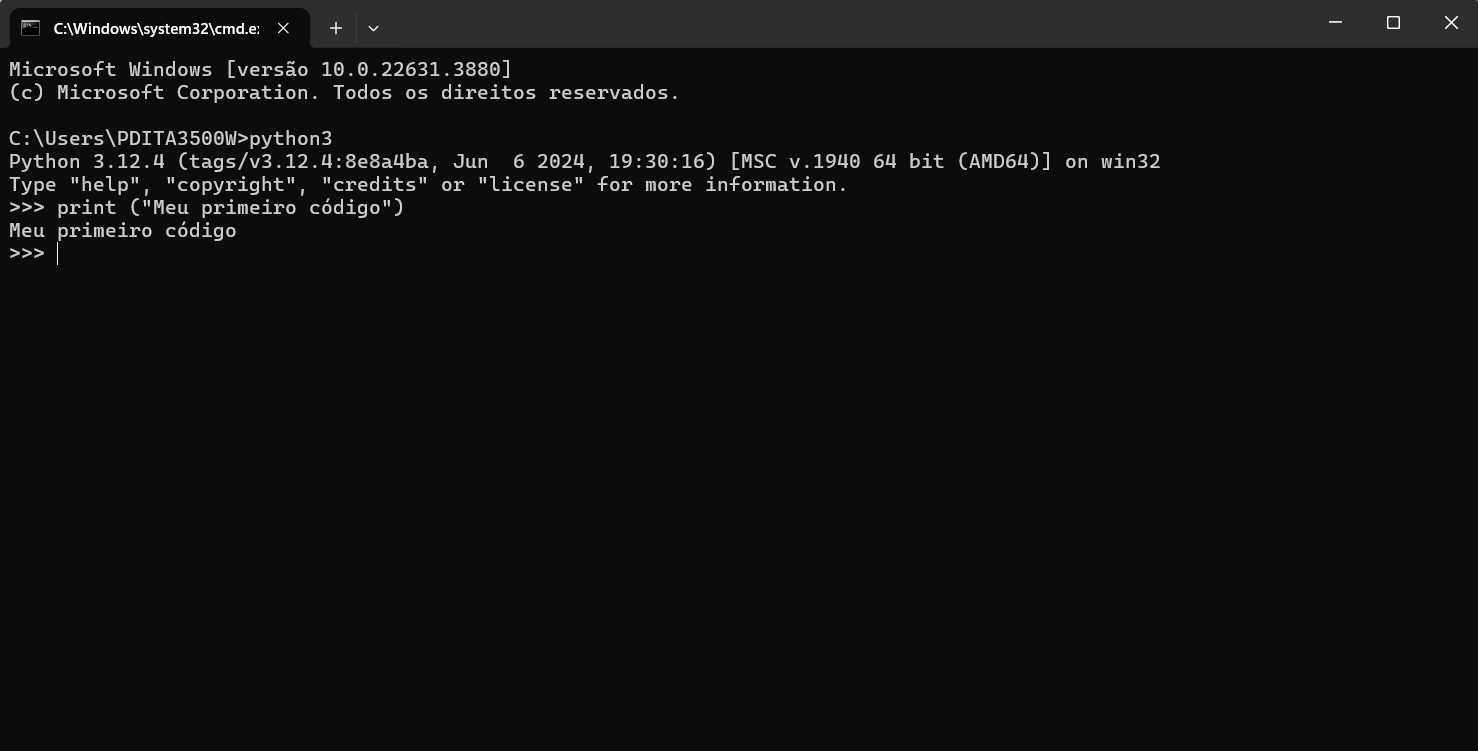 C:\Windows\system32\cmd.e
Microsoft Windows [versão 10.0.22631.3880]
(c) Microsoft Corporation. Todos os direitos reservados.
C:\Users\PDITA3500W>python3
Python 3.12.4 (tags/v3.12.4:8e8a4ba, Jun  6 2024, 19:30:16) [MSC v.1940 64 bit (AMD64)] on win32
Type "help", "copyright", "credits" or "license" for more information.
>>> print ("Meu primeiro código")
Meu primeiro código
>>>